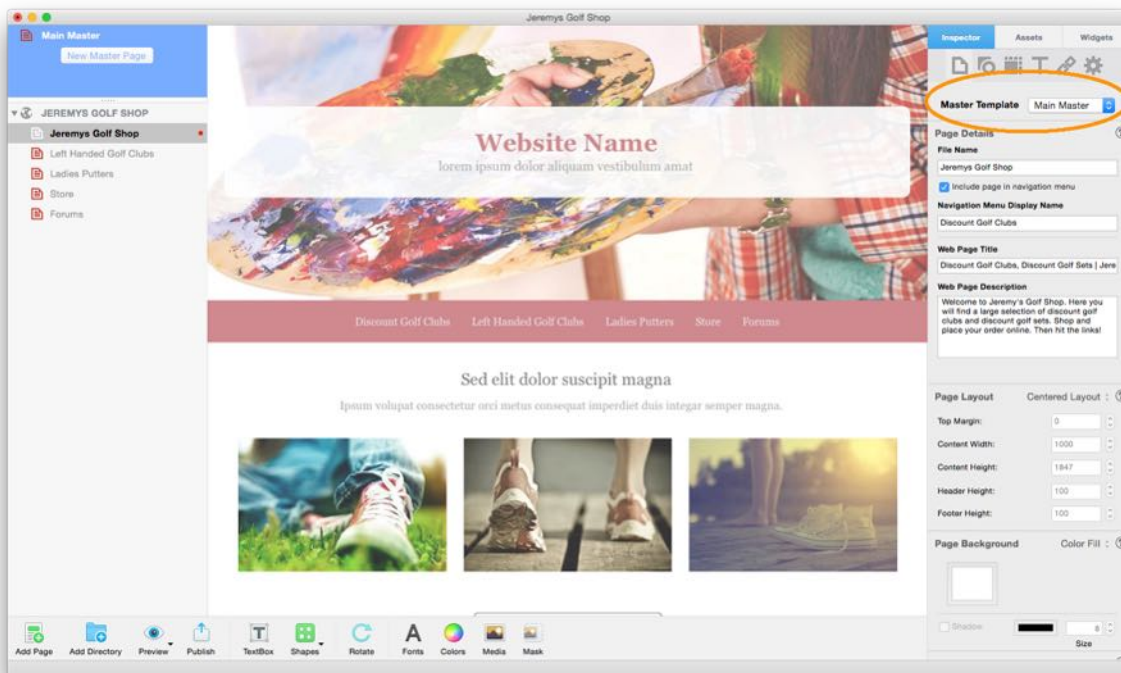 Jeremys Golf Shop
Main Master
New Master Page
JEREMYS GOLF SHOP
Jeremys Golf Shop
Left Handed Golf Clubs
Ladies Putters
Store
Forums
Website Name
lorem ipsum dolor aliquam vestibulum amat
Discount Golf Clubs Left Handed Golf Clubs Ladies Putters Store Forums
Sed elit dolor suscipit magna
Ipsum volupat consectetur orci metus consequat imperdiet duis integar semper magna.
Add Page Add Directory Preview Publish TextBox Shapes Rotate Fonts Colors Media Mask
Inspector Assets Widgets
Master Template Main Master
Page Details
File Name
Jeremys Golf Shop
Include page in navigation menu
Navigation Menu Display Name
Discount Golf Clubs
Web Page Title
Discount Golf Clubs, Discount Golf Sets | Jere
Web Page Description
Welcome to Jeremy's Golf Shop. Here you
will find a large selection of discount golf
clubs and discount golf sets. Shop and
place your order online. Then hit the links!
Page Layout Centered Layout
Top Margin: 0
Content Width: 1000
Content Height: 1847
Header Height: 100
Footer Height: 100
Page Background Color Fill
Shadow
Size